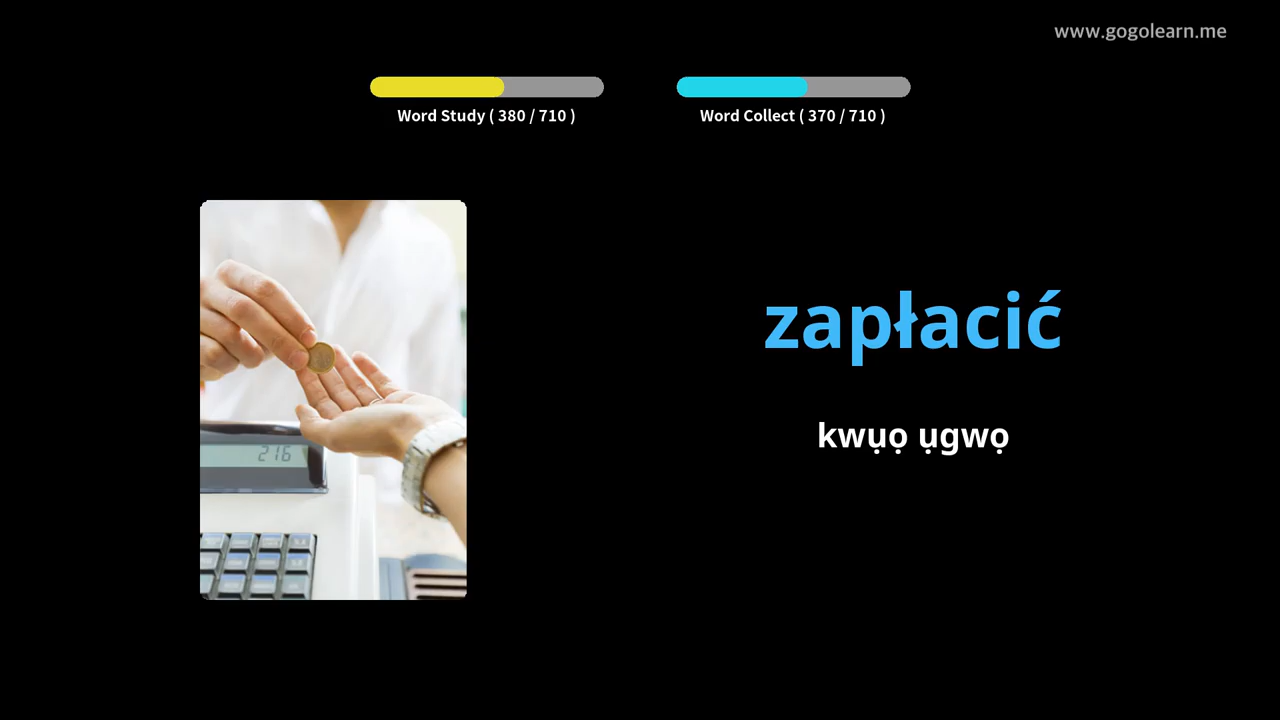 www.gogolearn.me
Word Study ( 380 / 710 )
Word Collect ( 370 / 710 )
zapłacić
kwụọ ụgwọ
216